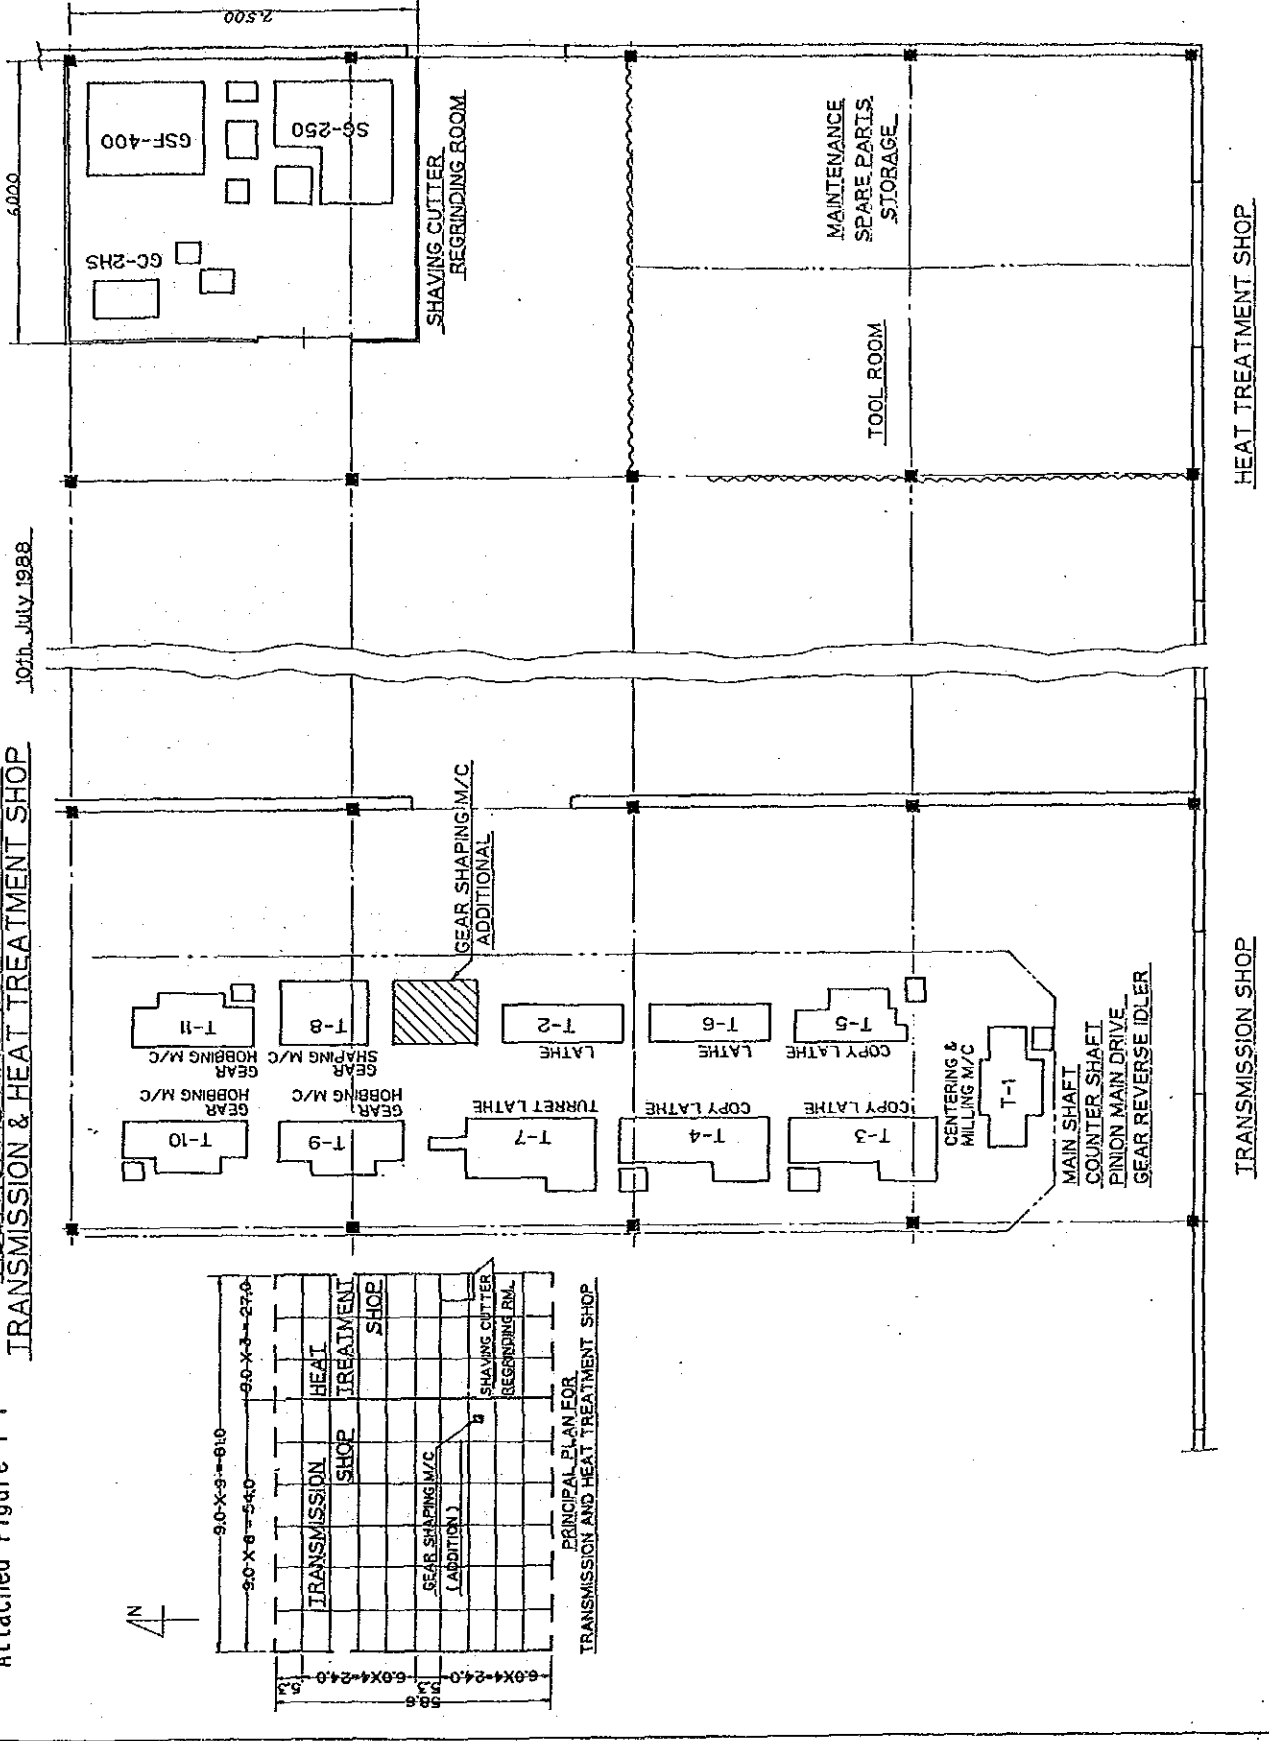 Attached Figure
TRANSMISSION & HEAT TREATMENT SHOP
10th. July 1988
N
9.0 X 9 = 81.0
9.0 X 6 = 54.0
9.0 X 3 = 27.0
58.6
5.3
6.0X4=24.0
5.3
6.0X4=24.0
TRANSMISSION
SHOP
HEAT
TREATMENT
SHOP
GEAR SHAPING M/C
(ADDITION)
SHAVING CUTTER
REGRINDING RM.
PRINCIPAL PLAN FOR
TRANSMISSION AND HEAT TREATMENT SHOP
T-10
GEAR
HOBBING M/C
T-11
GEAR
HOBBING M/C
T-9
GEAR
HOBBING M/C
T-8
GEAR
SHAPING M/C
GEAR SHAPING M/C
ADDITIONAL
T-7
TURRET LATHE
T-2
LATHE
T-4
COPY LATHE
T-6
LATHE
T-3
COPY LATHE
T-5
COPY LATHE
CENTERING &
MILLING M/C
T-1
MAIN SHAFT
COUNTER SHAFT
PINION MAIN DRIVE
GEAR REVERSE IDLER
TRANSMISSION SHOP
6,000
2,500
GC-2HS
GSF-400
SG-250
SHAVING CUTTER
REGRINDING ROOM
TOOL ROOM
MAINTENANCE
SPARE PARTS
STORAGE
HEAT TREATMENT SHOP